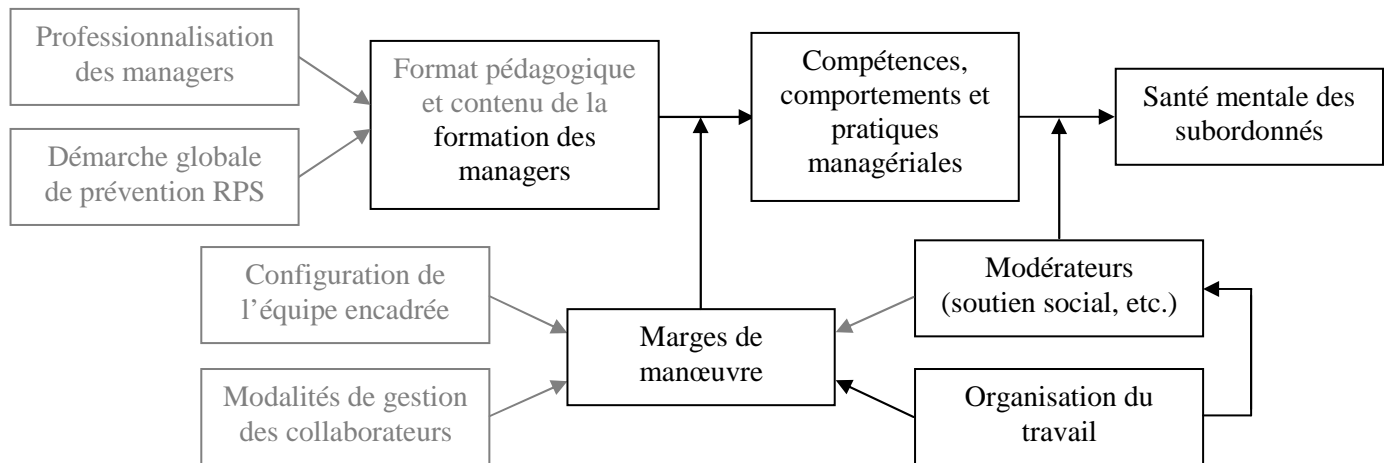 Professionnalisation
des managers
Démarche globale
de prévention RPS
Format pédagogique
et contenu de la
formation des
managers
Compétences,
comportements et
pratiques
managériales
Santé mentale des
subordonnés
Configuration de
l’équipe encadrée
Modalités de gestion
des collaborateurs
Marges de
manœuvre
Modérateurs
(soutien social, etc.)
Organisation du
travail